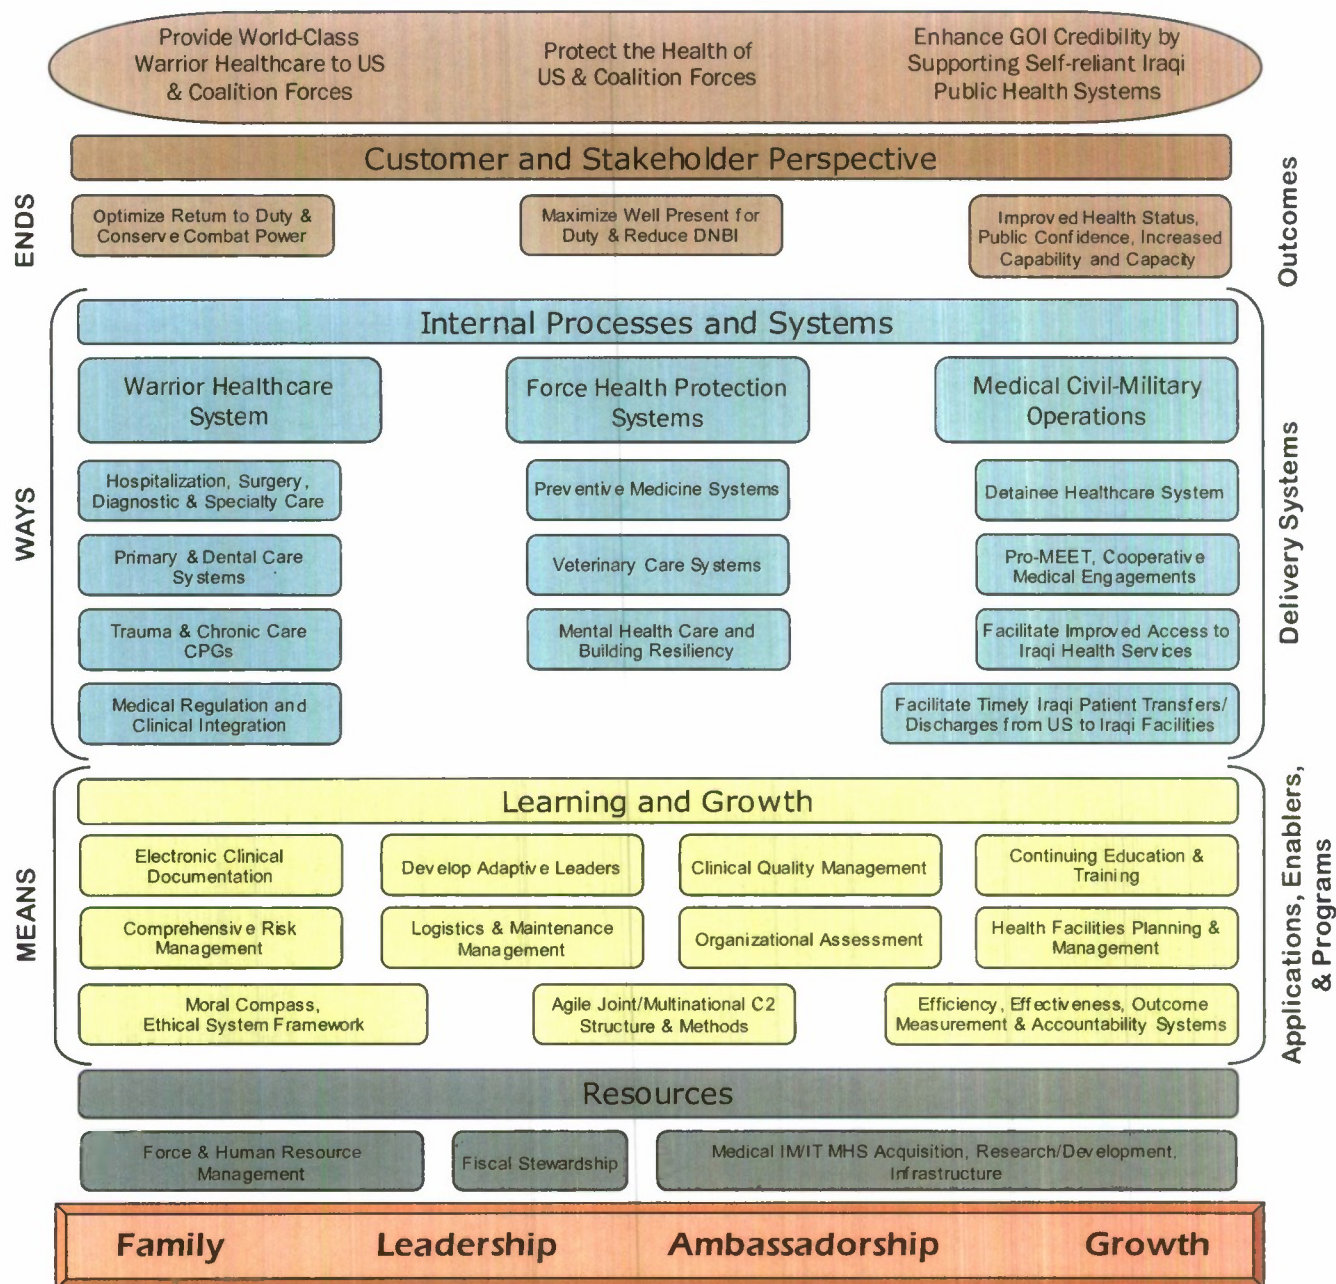 Provide World-Class
Warrior Healthcare to US
& Coalition Forces
Protect the Health of
US & Coalition Forces
Enhance GOI Credibility by
Supporting Self-reliant Iraqi
Public Health Systems
Customer and Stakeholder Perspective
ENDS
Outcomes
Optimize Return to Duty &
Conserve Combat Power
Maximize Well Present for
Duty & Reduce DNBI
Improved Health Status,
Public Confidence, Increased
Capability and Capacity
Internal Processes and Systems
WAYS
Delivery Systems
Warrior Healthcare
System
Force Health Protection
Systems
Medical Civil-Military
Operations
Hospitalization, Surgery,
Diagnostic & Specialty Care
Preventive Medicine Systems
Detainee Healthcare System
Primary & Dental Care
Systems
Veterinary Care Systems
Pro-MEET, Cooperative
Medical Engagements
Trauma & Chronic Care
CPGs
Mental Health Care and
Building Resiliency
Facilitate Improved Access to
Iraqi Health Services
Medical Regulation and
Clinical Integration
Facilitate Timely Iraqi Patient Transfers/
Discharges from US to Iraqi Facilities
Learning and Growth
MEANS
Applications, Enablers,
& Programs
Electronic Clinical
Documentation
Develop Adaptive Leaders
Clinical Quality Management
Continuing Education &
Training
Comprehensive Risk
Management
Logistics & Maintenance
Management
Organizational Assessment
Health Facilities Planning &
Management
Moral Compass,
Ethical System Framework
Agile Joint/Multinational C2
Structure & Methods
Efficiency, Effectiveness, Outcome
Measurement & Accountability Systems
Resources
Force & Human Resource
Management
Fiscal Stewardship
Medical IM/IT MHS Acquisition, Research/Development,
Infrastructure
Family
Leadership
Ambassadorship
Growth